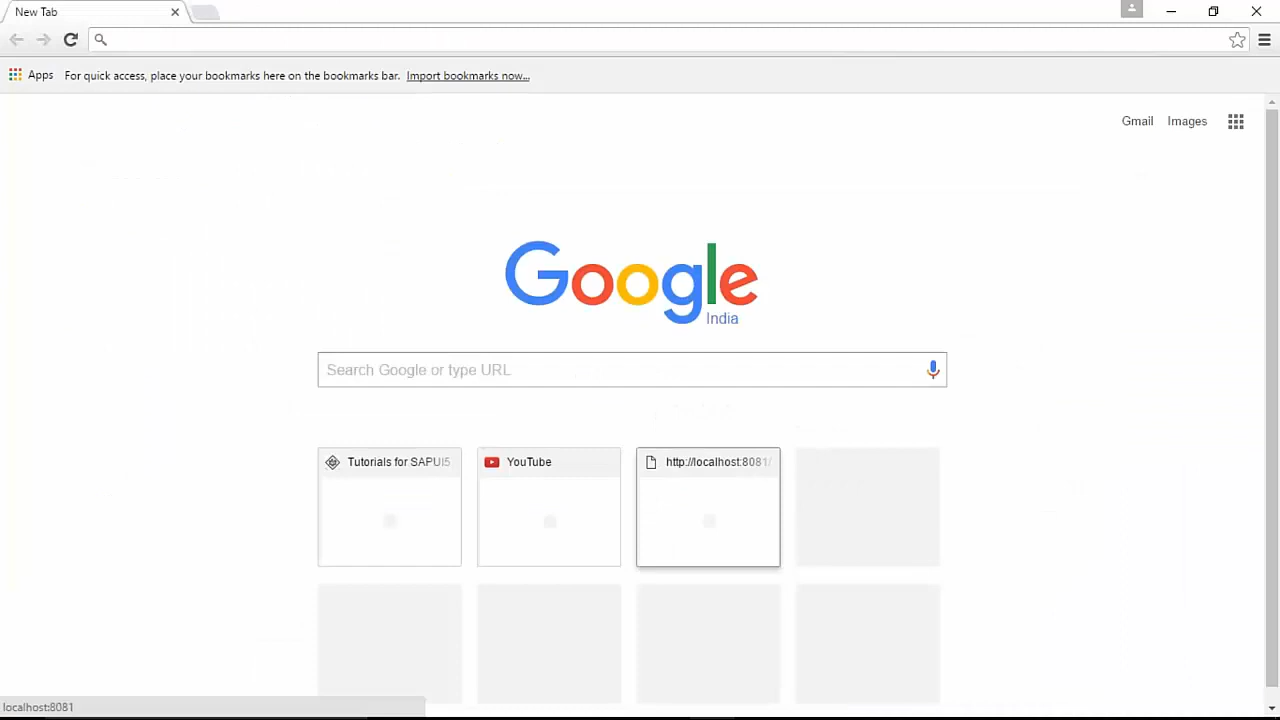 New Tab
Apps For quick access, place your bookmarks here on the bookmarks bar. Import bookmarks now...
Gmail Images
Google
India
Search Google or type URL
Tutorials for SAPUI5 YouTube http://localhost:8081/
localhost:8081